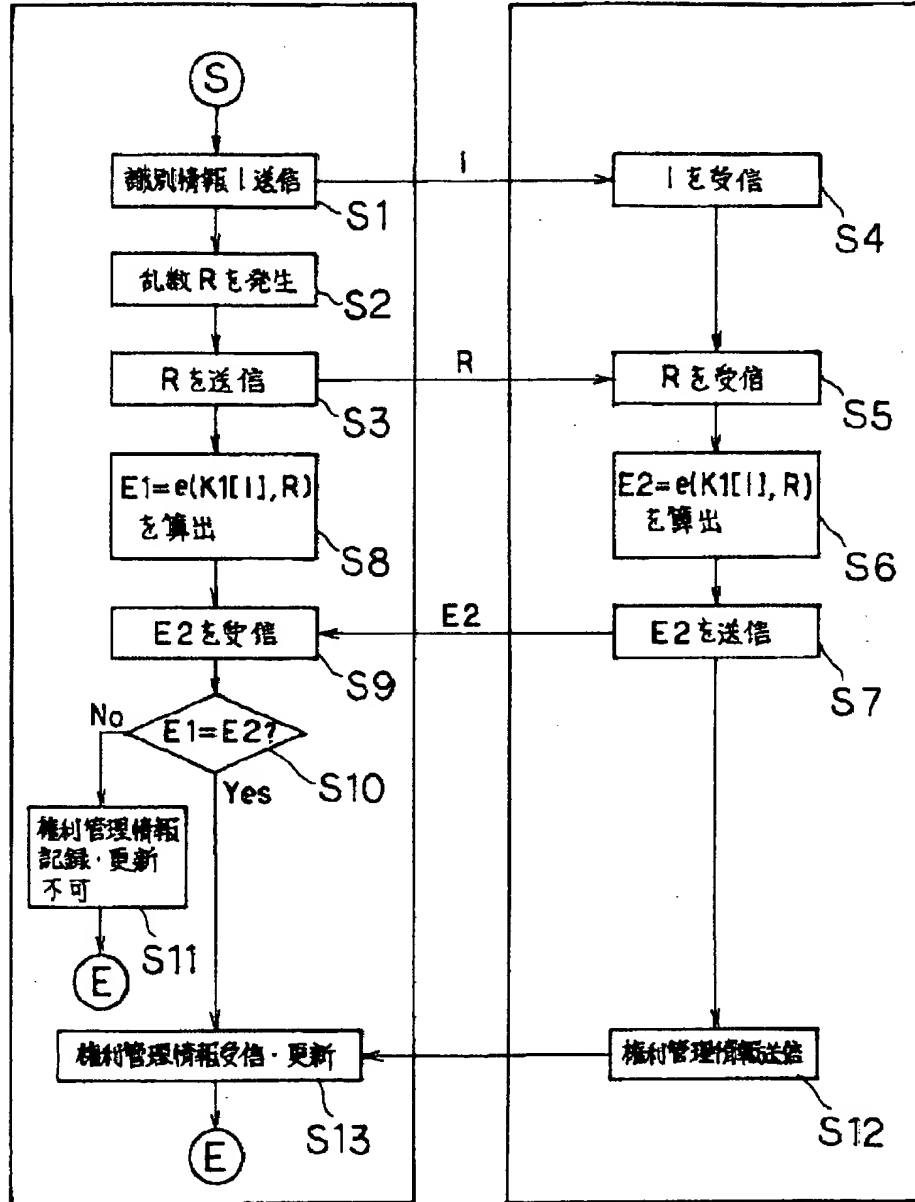 S
識別情報I送信
I
Iを受信
S1
S4
乱数Rを発生
S2
Rを送信
R
Rを受信
S3
S5
E1=e(K1[I],R)
を算出
E2=e(K1[I],R)
を算出
S8
S6
E2を受信
E2
E2を送信
S9
S7
No
E1=E2?
S10
Yes
権利管理情報
記録・更新
不可
S11
E
権利管理情報受信・更新
権利管理情報送信
S13
S12
E